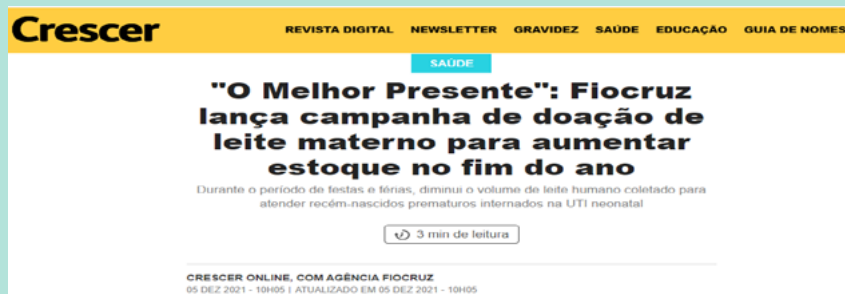 Crescer
REVISTA DIGITAL NEWSLETTER GRAVIDEZ SAÚDE EDUCAÇÃO GUIA DE NOMES
SAÚDE
"O Melhor Presente": Fiocruz
lança campanha de doação de
leite materno para aumentar
estoque no fim do ano
Durante o período de festas e férias, diminui o volume de leite humano coletado para
atender recém-nascidos prematuros internados na UTI neonatal
3 min de leitura
CRESCER ONLINE, COM AGÊNCIA FIOCRUZ
05 DEZ 2021 - 10H05 | ATUALIZADO EM 05 DEZ 2021 - 10H05